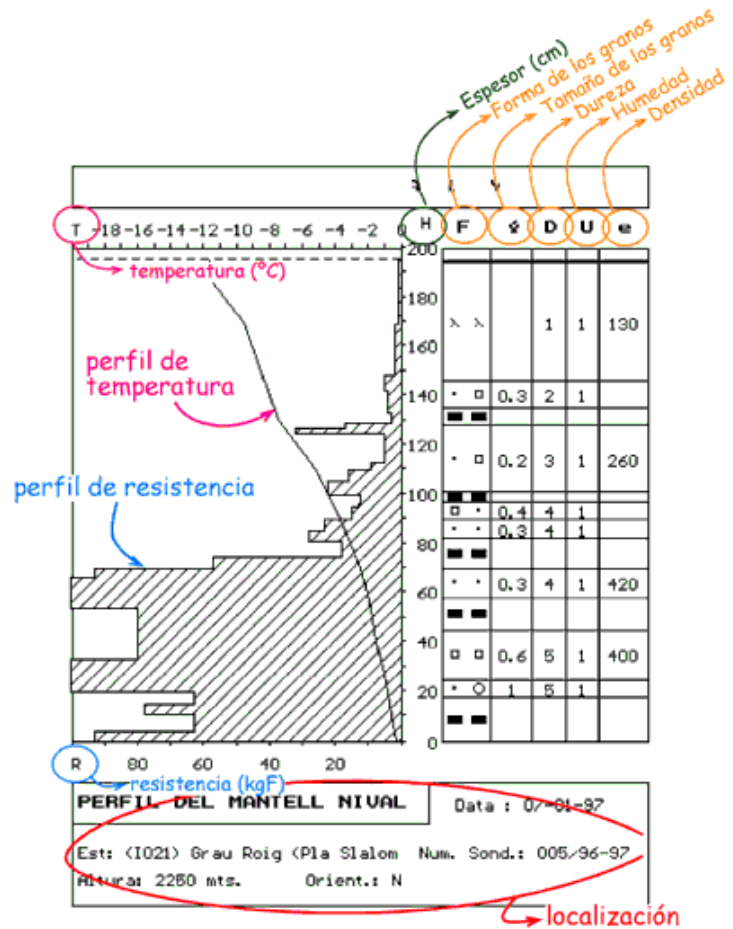 Espesor (cm)
Forma de los granos
Tamaño de los granos
Dureza
Humedad
Densidad
T -18 -16 -14 -12 -10 -8 -6 -4 -2 0 H F D U e
temperatura (ºC)
200
180
λ λ 1 1 130
160
perfil de
temperatura
140
0.3 2 1
120
0.2 3 1 260
perfil de resistencia
100
0.4 4 1
0.3 4 1
80
0.3 4 1 420
60
40
0.6 5 1 400
20
1 5 1
0
R 80 60 40 20
resistencia (kgF)
PERFIL DEL MANTELL NIVAL Data : -01-97
Est: (I021) Grau Roig (Pla Slalom Num. Sond.: 005/96-97
Altura: 2250 mts. Orient.: N
localización